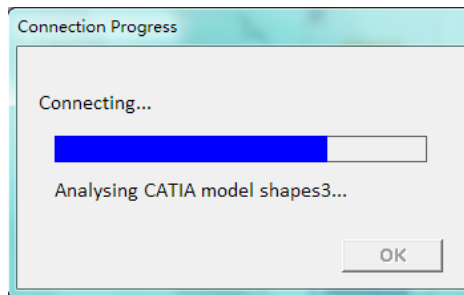 Connection Progress
Connecting...
Analysing CATIA model shapes3...
OK